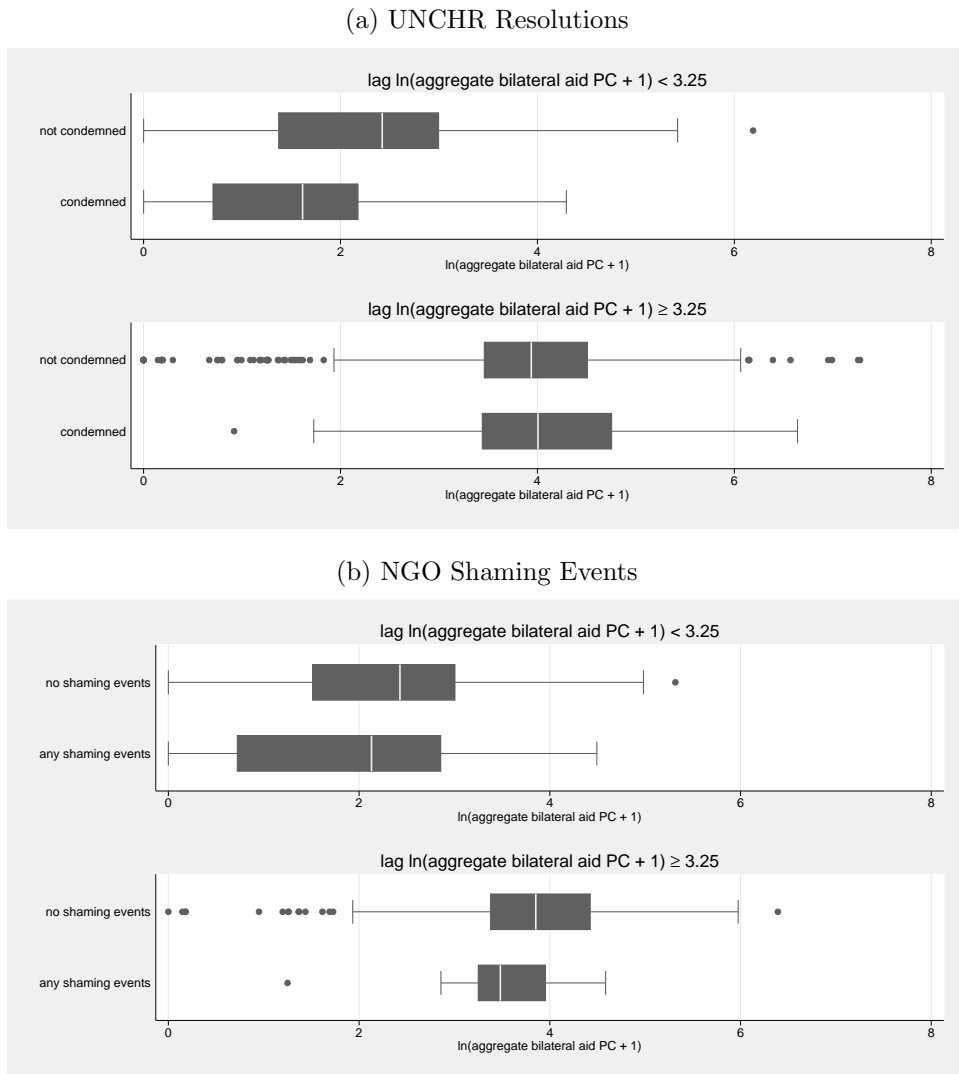 (a) UNCHR Resolutions
lag ln(aggregate bilateral aid PC + 1) < 3.25
not condemned
condemned
0 2 4 6 8
ln(aggregate bilateral aid PC + 1)
lag ln(aggregate bilateral aid PC + 1) ≥ 3.25
not condemned
condemned
0 2 4 6 8
ln(aggregate bilateral aid PC + 1)
(b) NGO Shaming Events
lag ln(aggregate bilateral aid PC + 1) < 3.25
no shaming events
any shaming events
0 2 4 6 8
ln(aggregate bilateral aid PC + 1)
lag ln(aggregate bilateral aid PC + 1) ≥ 3.25
no shaming events
any shaming events
0 2 4 6 8
ln(aggregate bilateral aid PC + 1)